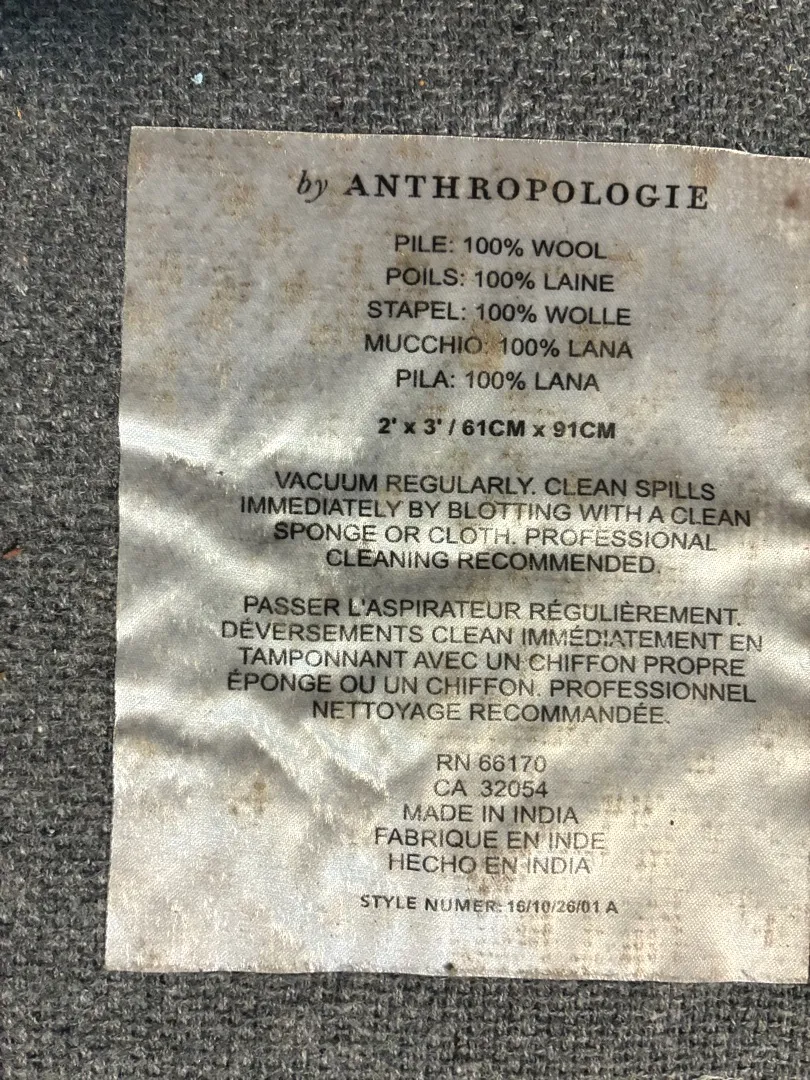 by ANTHROPOLOGIE
PILE: 100% WOOL
POILS: 100% LAINE
STAPEL: 100% WOLLE
MUCCHIO: 100% LANA
PILA: 100% LANA
2' x 3' / 61CM x 91CM
VACUUM REGULARLY. CLEAN SPILLS
IMMEDIATELY BY BLOTTING WITH A CLEAN
SPONGE OR CLOTH. PROFESSIONAL
CLEANING RECOMMENDED.
PASSER L'ASPIRATEUR RÉGULIÈREMENT.
DÉVERSEMENTS CLEAN IMMÉDIATEMENT EN
TAMPONNANT AVEC UN CHIFFON PROPRE
ÉPONGE OU UN CHIFFON. PROFESSIONNEL
NETTOYAGE RECOMMANDÉE.
RN 66170
CA 32054
MADE IN INDIA
FABRIQUE EN INDE
HECHO EN INDIA
STYLE NUMER: 16/10/26/01 A